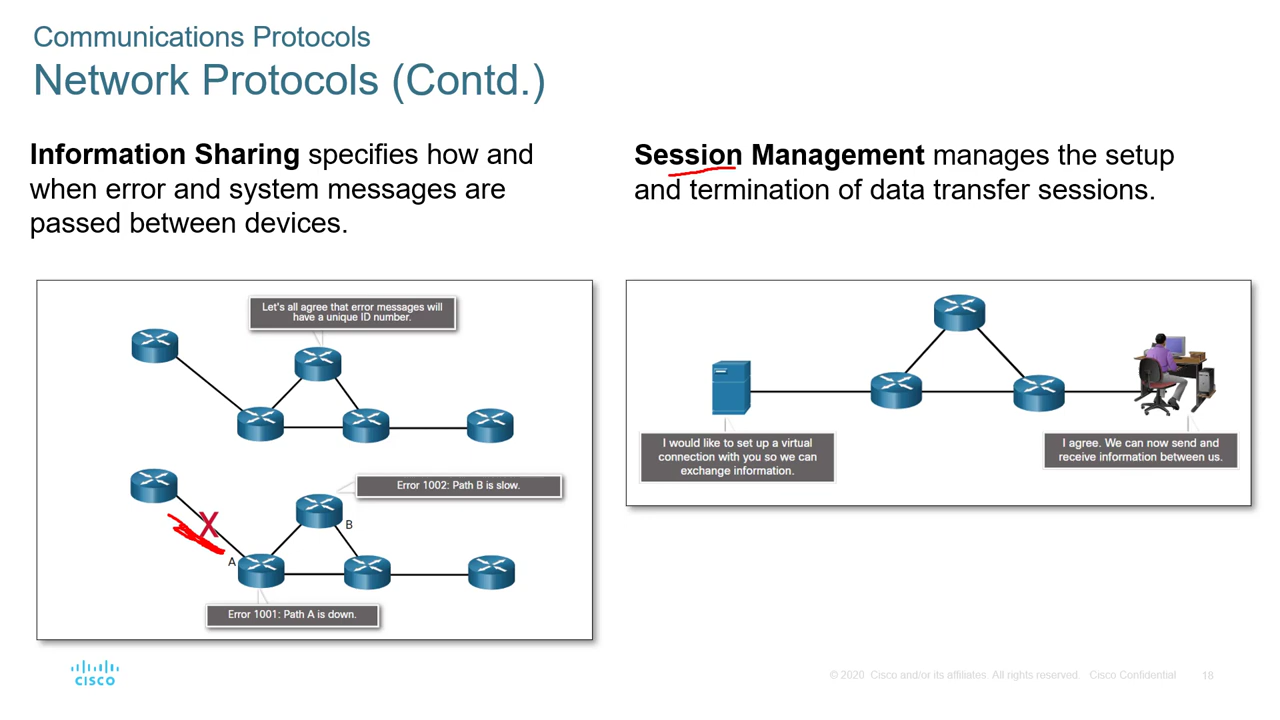 Communications Protocols
Network Protocols (Contd.)
Information Sharing specifies how and
when error and system messages are
passed between devices.
Session Management manages the setup
and termination of data transfer sessions.
Let's all agree that error messages will
have a unique ID number.
Error 1002: Path B is slow.
B
X
A
Error 1001: Path A is down.
I would like to set up a virtual
connection with you so we can
exchange information.
I agree. We can now send and
receive information between us.
CISCO
© 2020 Cisco and/or its affiliates. All rights reserved. Cisco Confidential
18